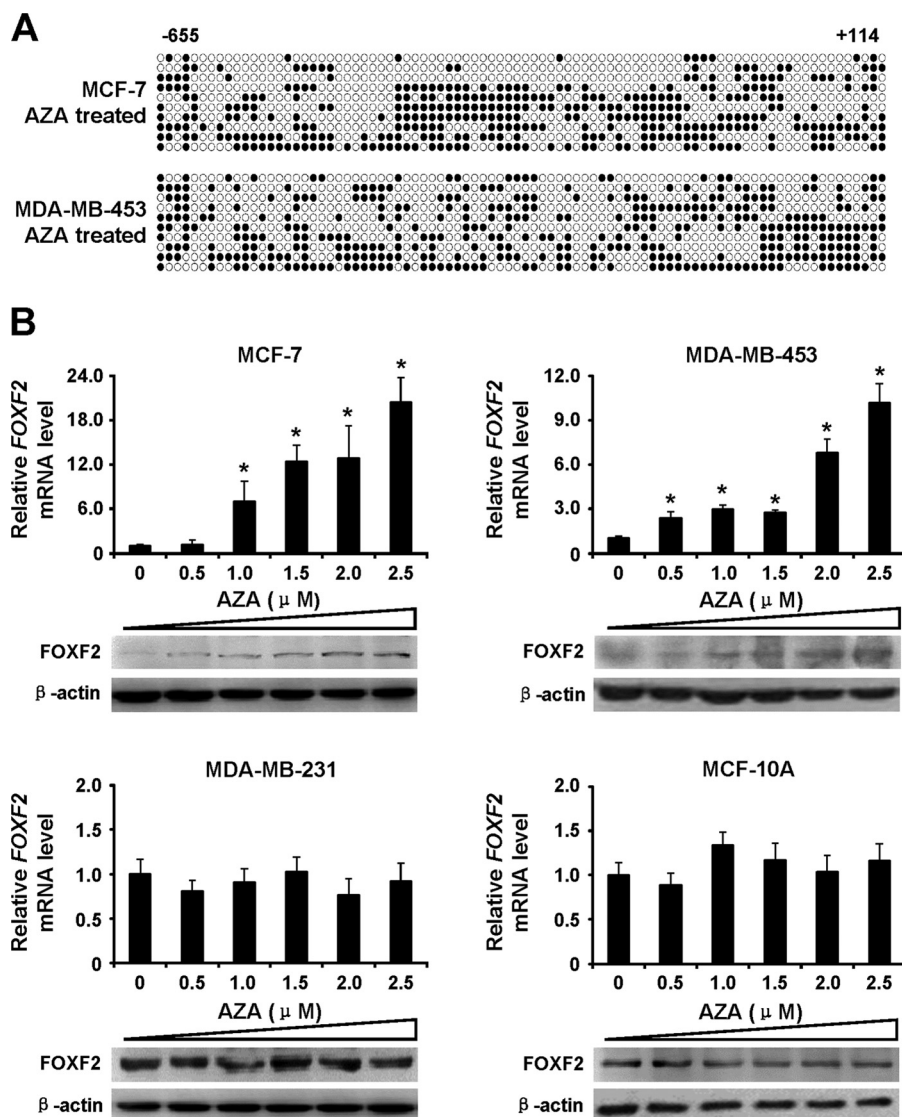 A
-655 +114
MCF-7
AZA treated
MDA-MB-453
AZA treated
B
MCF-7
Relative FOXF2
mRNA level
24.0
18.0
12.0
6.0
0
* * * *
0 0.5 1.0 1.5 2.0 2.5
AZA ( μ M)
FOXF2
β-actin
MDA-MB-453
Relative FOXF2
mRNA level
12.0
9.0
6.0
3.0
0
* * * * *
0 0.5 1.0 1.5 2.0 2.5
AZA ( μ M)
FOXF2
β-actin
MDA-MB-231
Relative FOXF2
mRNA level
2.0
1.5
1.0
0.5
0
0 0.5 1.0 1.5 2.0 2.5
AZA ( μ M)
FOXF2
β-actin
MCF-10A
Relative FOXF2
mRNA level
2.0
1.5
1.0
0.5
0
0 0.5 1.0 1.5 2.0 2.5
AZA ( μ M)
FOXF2
β-actin